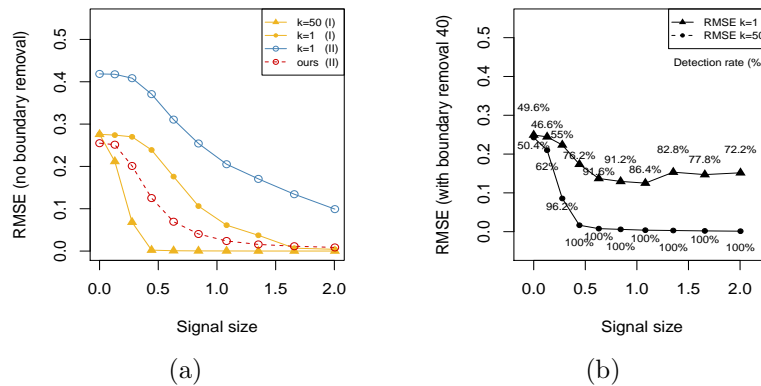 k=50 (I)
k=1 (I)
k=1 (II)
ours (II)
RMSE (no boundary removal)
0.0 0.1 0.2 0.3 0.4 0.5
0.0 0.5 1.0 1.5 2.0
Signal size
(a)
RMSE k=1
RMSE k=50
Detection rate (%
RMSE (with boundary removal 40)
0.0 0.1 0.2 0.3 0.4 0.5
49.6% 46.6% 55% 76.2% 91.6% 91.2% 86.4% 82.8% 77.8% 72.2%
50.4% 62% 96.2% 100% 100% 100% 100% 100% 100% 100%
0.0 0.5 1.0 1.5 2.0
Signal size
(b)